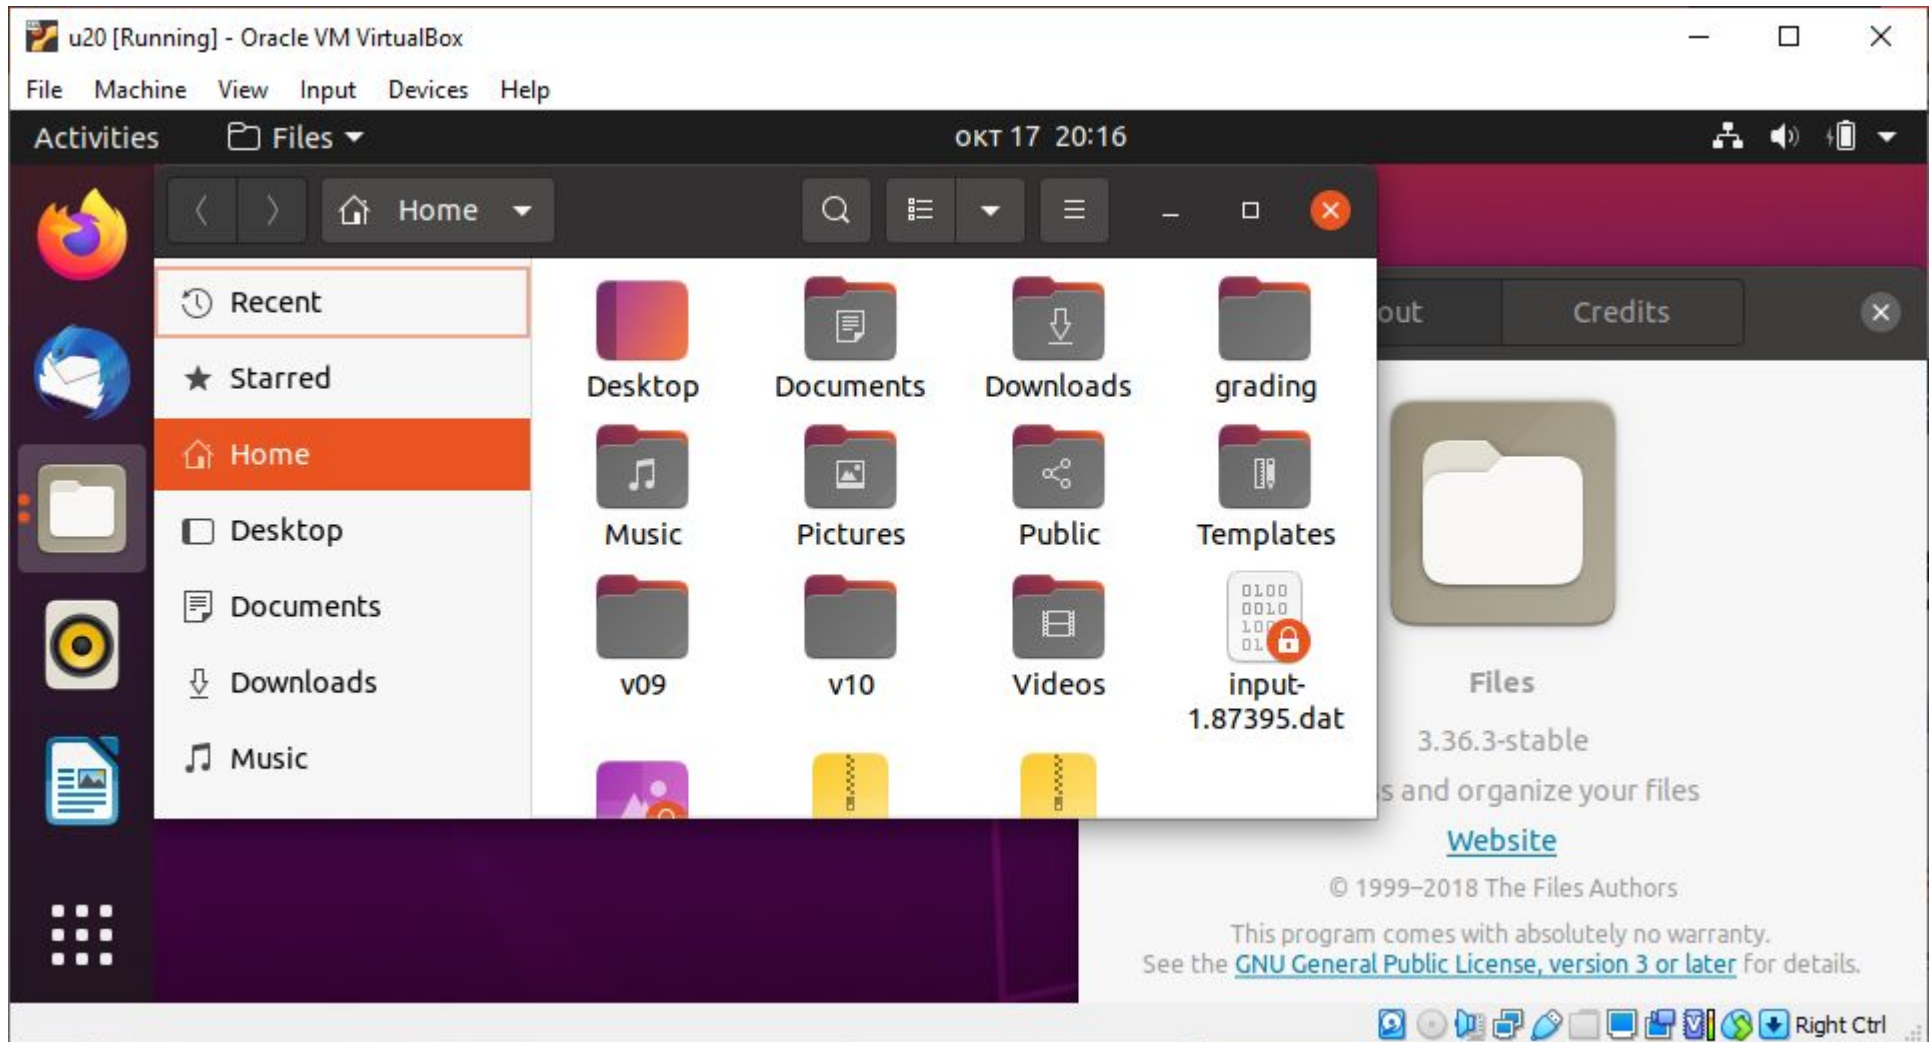 u20 [Running] - Oracle VM VirtualBox
File Machine View Input Devices Help
Activities Files окт 17 20:16
Home
Recent
Starred
Home
Desktop
Documents
Downloads
Music
Desktop Documents Downloads grading
Music Pictures Public Templates
v09 v10 Videos input-
1.87395.dat
0100
0010
Credits
Files
3.36.3-stable
and organize your files
Website
© 1999–2018 The Files Authors
This program comes with absolutely no warranty.
See the GNU General Public License, version 3 or later for details.
Right Ctrl